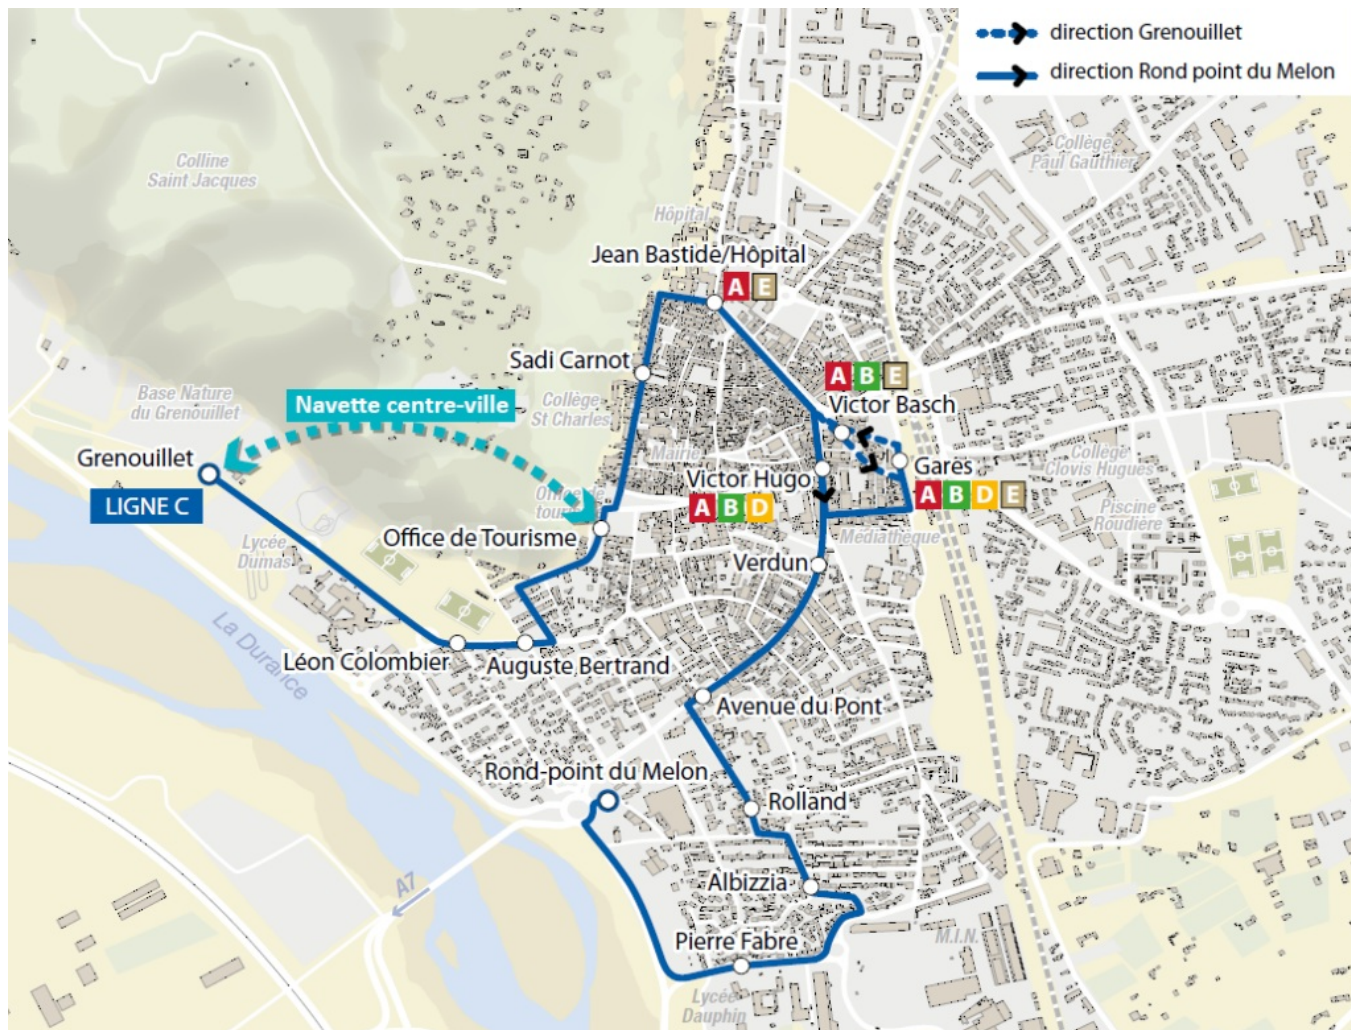 direction Grenouillet
direction Rond point du Melon
Collège
Paul Gauthier
Colline
Saint Jacques
Hôpital
Jean Bastide/Hôpital
A E
Sadi Carnot
A B E
Victor Basch
Base Nature
du Grenouillet
Navette centre-ville
Collège
St Charles
Mairie
Grenouillet
LIGNE C
Victor Hugo
A B D
Gares
A B D E
Collège
Clovis Hugues
Piscine
Roudière
Office de
tourisme
Office de Tourisme
Médiathèque
Lycée
Dumas
Verdun
La Durance
Léon Colombier
Auguste Bertrand
Avenue du Pont
Rond-point du Melon
Rolland
A7
Albizzia
Pierre Fabre
M.I.N.
Lycée
Dauphin